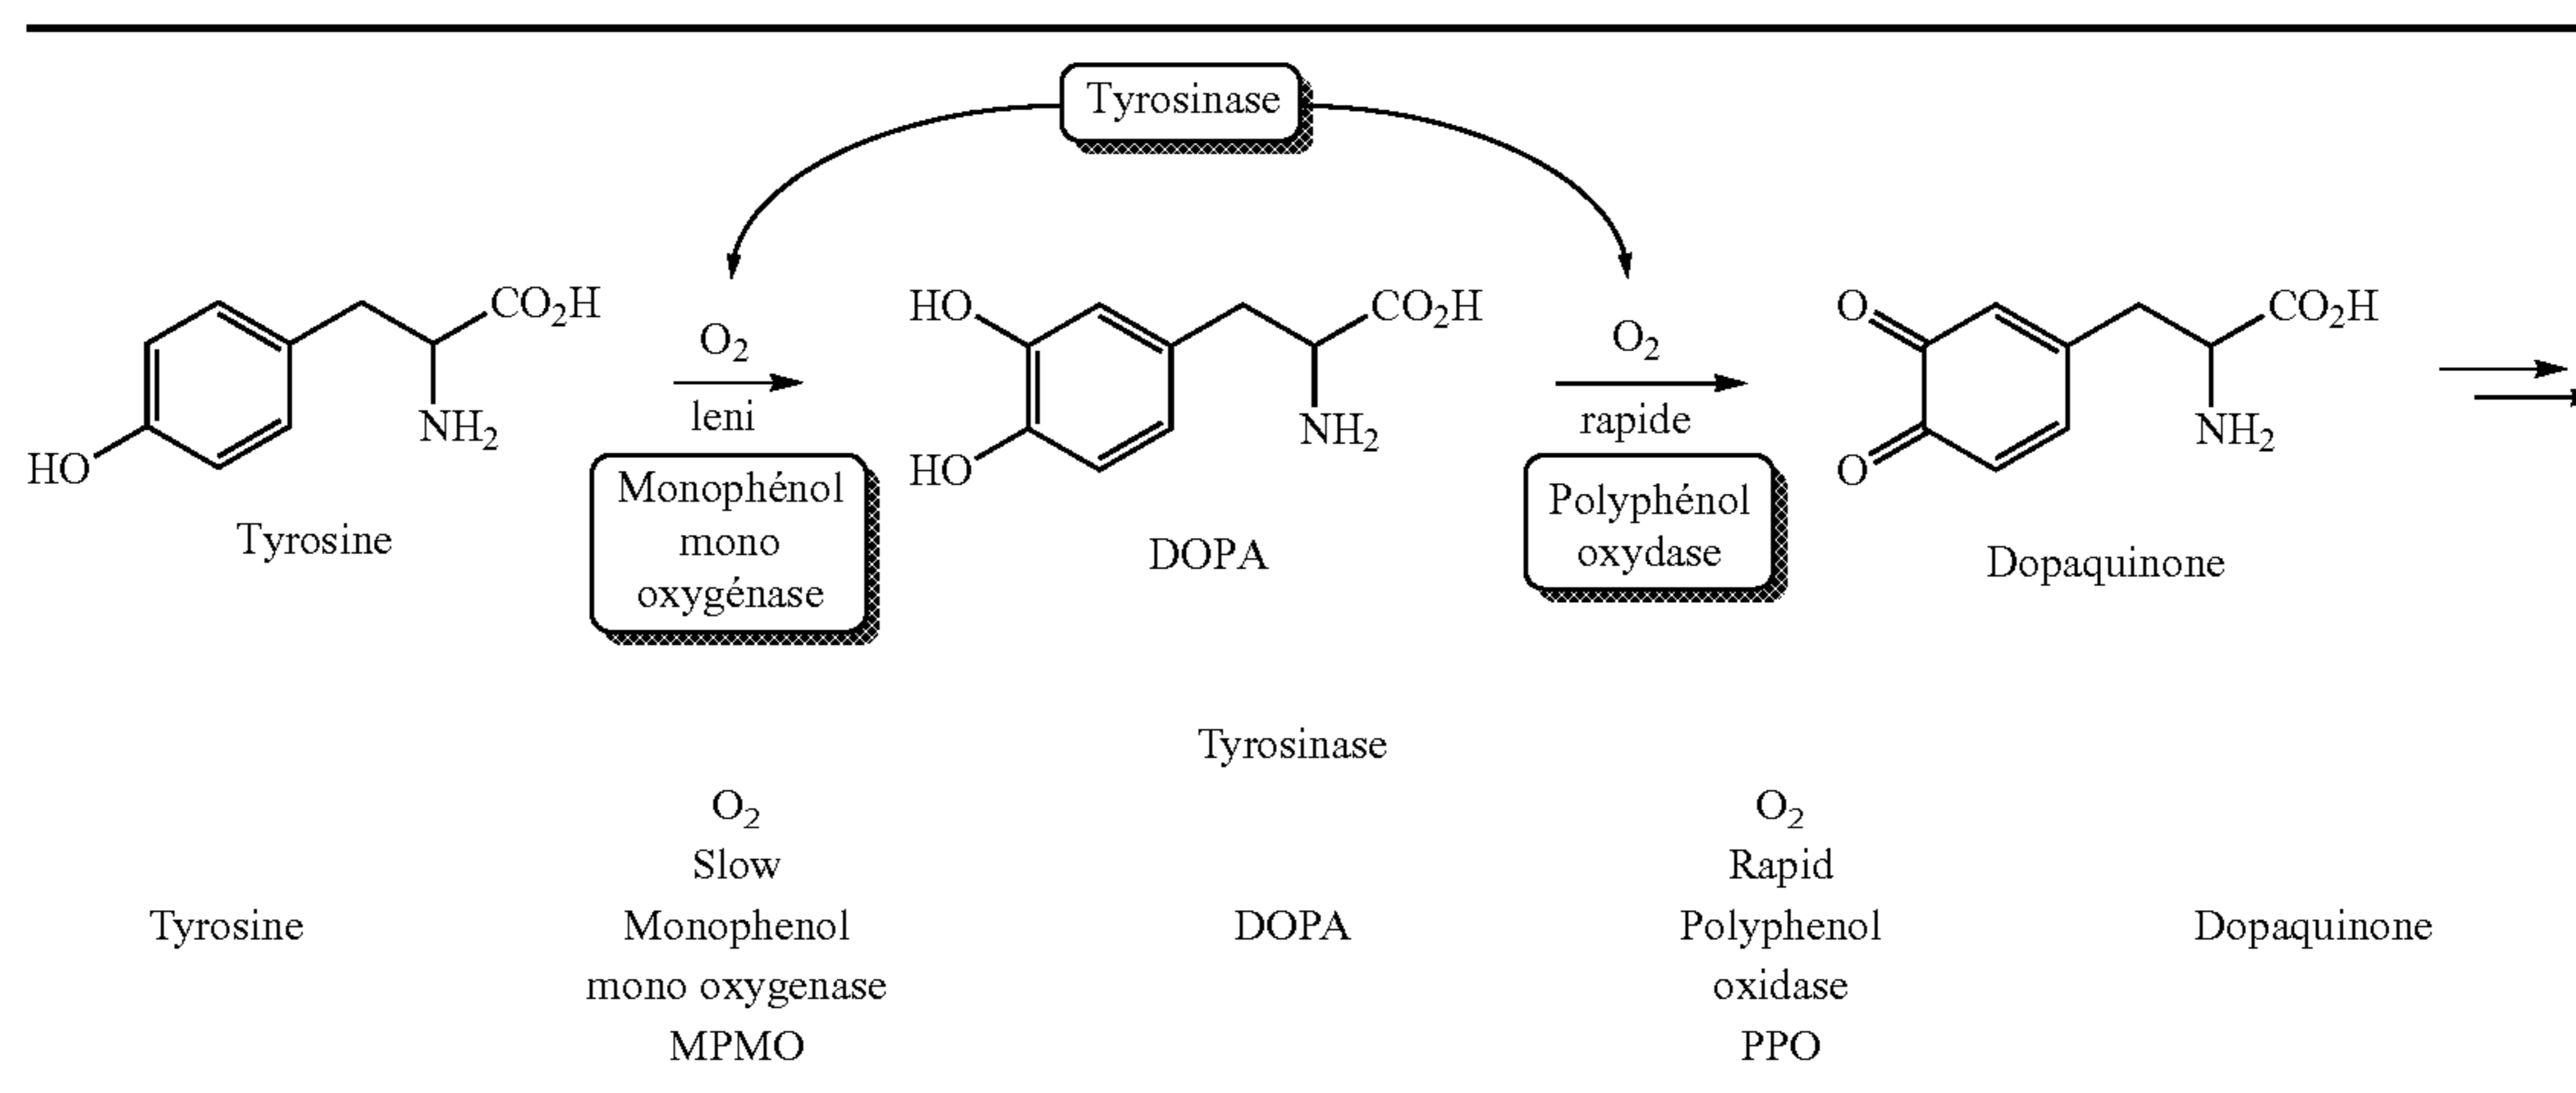 Tyrosinase
CO₂H
NH₂
HO
O₂
leni
Monophénol
mono
oxygénase
Tyrosine
HO
HO
CO₂H
NH₂
DOPA
O₂
rapide
Polyphénol
oxydase
O
O
CO₂H
NH₂
Dopaquinone
Tyrosinase
O₂ O₂
Slow Rapid
Tyrosine Monophenol DOPA Polyphenol Dopaquinone
mono oxygenase oxidase
MPMO PPO